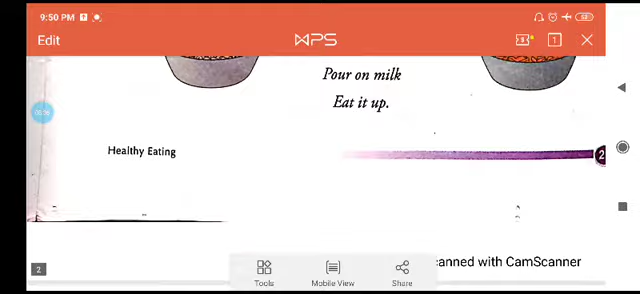 9:50 PM
Edit
WPS
1
Pour on milk
Eat it up.
Healthy Eating
2
2
canned with CamScanner
Tools
Mobile View
Share